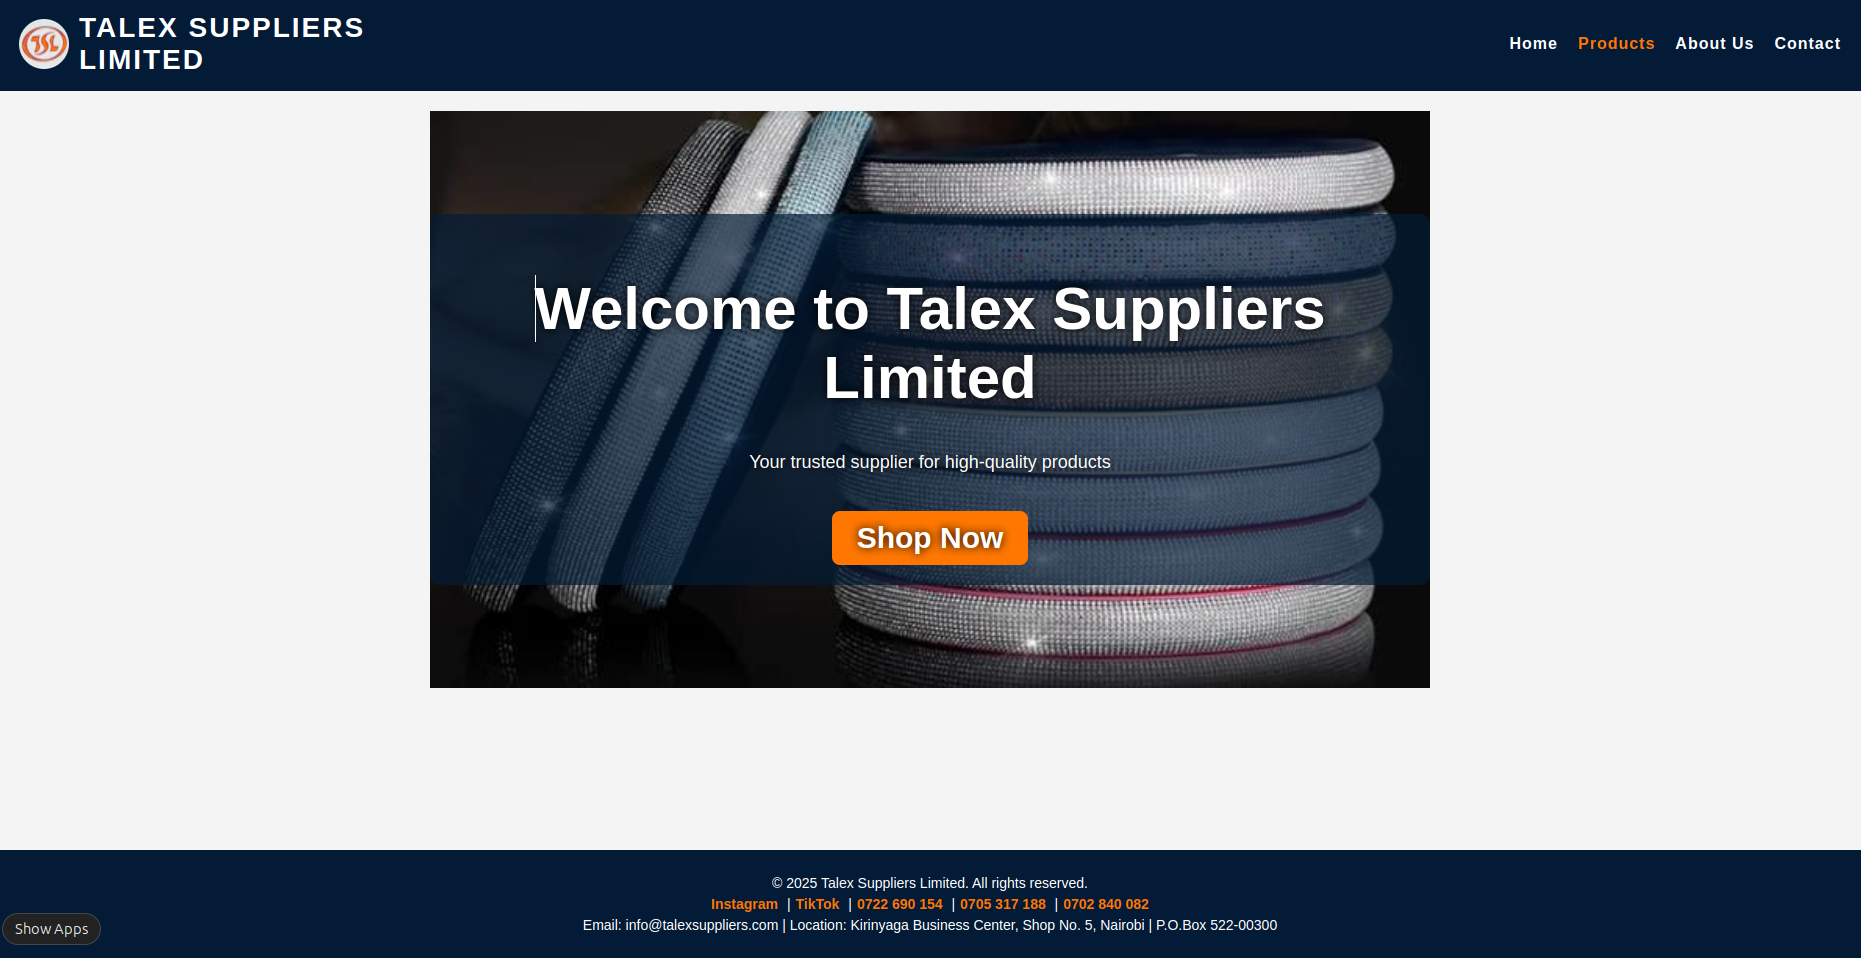 TSL
TALEX SUPPLIERS
LIMITED
Home Products About Us Contact
Welcome to Talex Suppliers
Limited
Your trusted supplier for high-quality products
Shop Now
© 2025 Talex Suppliers Limited. All rights reserved.
Instagram | TikTok | 0722 690 154 | 0705 317 188 | 0702 840 082
Email: info@talexsuppliers.com | Location: Kirinyaga Business Center, Shop No. 5, Nairobi | P.O.Box 522-00300
Show Apps